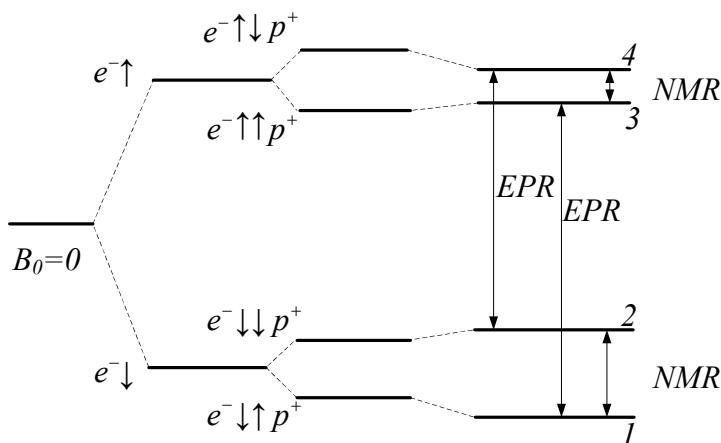 e⁻↑↓p⁺
4
e⁻↑
NMR
e⁻↑↑p⁺
3
EPR
EPR
B₀=0
e⁻↓↓p⁺
2
e⁻↓
NMR
e⁻↓↑p⁺
1